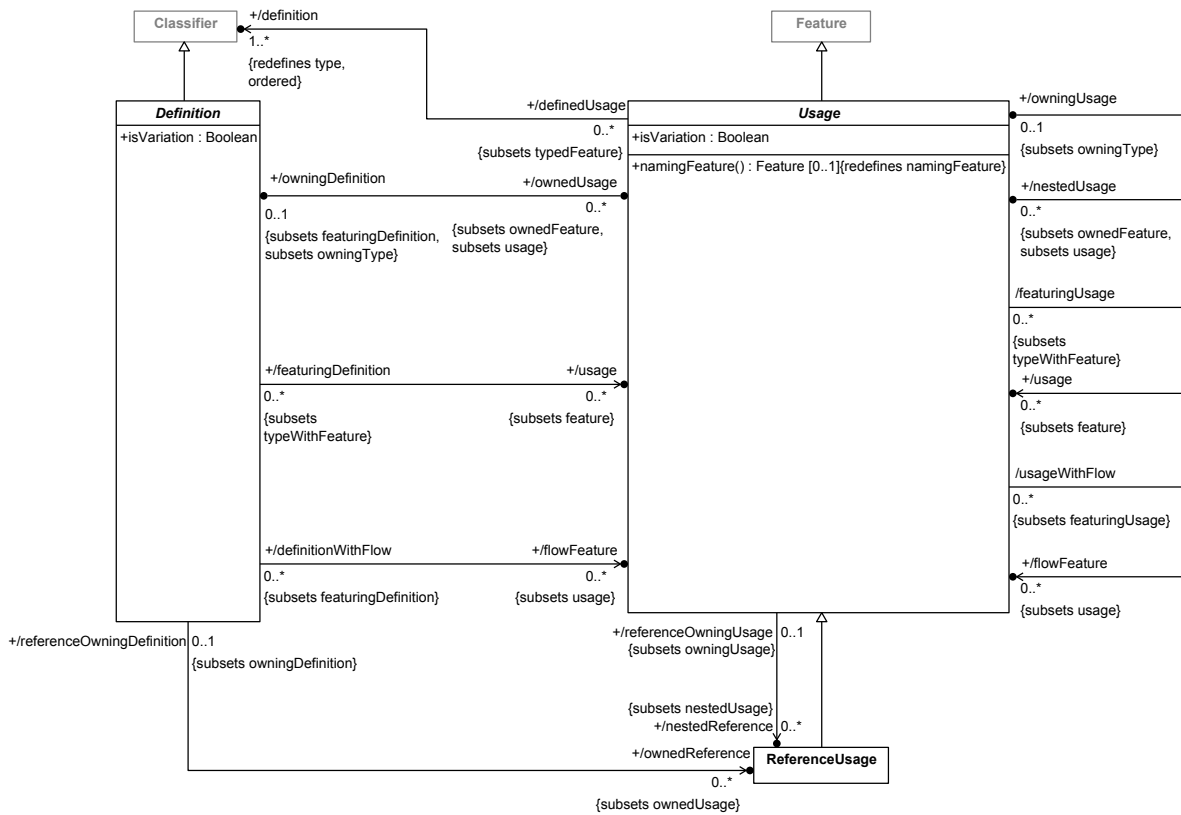 Classifier
+/definition
1..*
{redefines type,
ordered}
Feature
Definition
+isVariation : Boolean
+/definedUsage
0..*
{subsets typedFeature}
Usage
+isVariation : Boolean
+namingFeature() : Feature [0..1]{redefines namingFeature}
+/owningUsage
0..1
{subsets owningType}
+/owningDefinition
0..1
{subsets featuringDefinition,
subsets owningType}
+/ownedUsage
0..*
{subsets ownedFeature,
subsets usage}
+/nestedUsage
0..*
{subsets ownedFeature,
subsets usage}
/featuringUsage
0..*
{subsets
typeWithFeature}
+/featuringDefinition
0..*
{subsets
typeWithFeature}
+/usage
0..*
{subsets feature}
+/usage
0..*
{subsets feature}
/usageWithFlow
0..*
{subsets featuringUsage}
+/definitionWithFlow
0..*
{subsets featuringDefinition}
+/flowFeature
0..*
{subsets usage}
+/flowFeature
0..*
{subsets usage}
+/referenceOwningDefinition
0..1
{subsets owningDefinition}
+/referenceOwningUsage
0..1
{subsets owningUsage}
{subsets nestedUsage}
+/nestedReference
0..*
+/ownedReference
0..*
{subsets ownedUsage}
ReferenceUsage